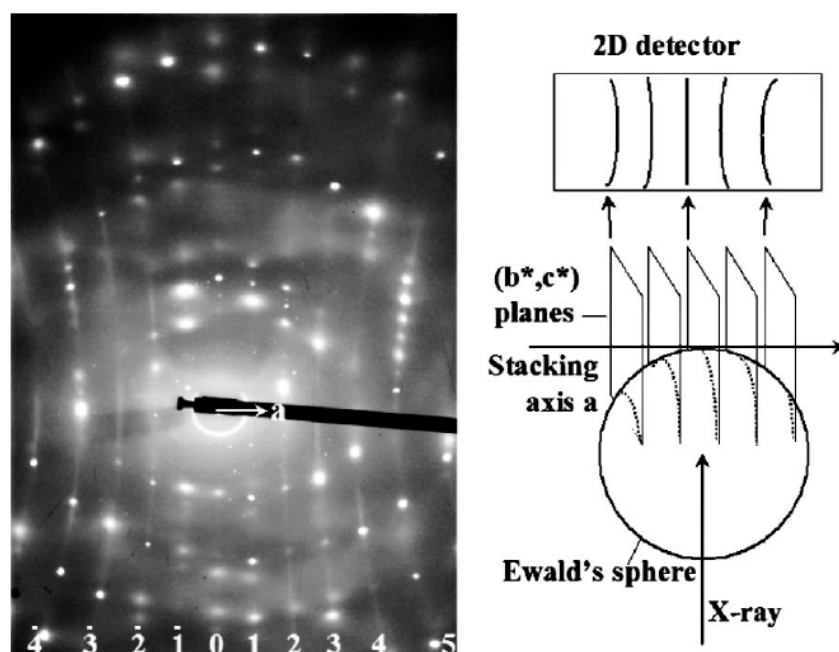 a
4̄ 3̄ 2̄ 1̄ 0 1 2 3 4 5
2D detector
(b*,c*)
planes
Stacking
axis a
Ewald's sphere
X-ray